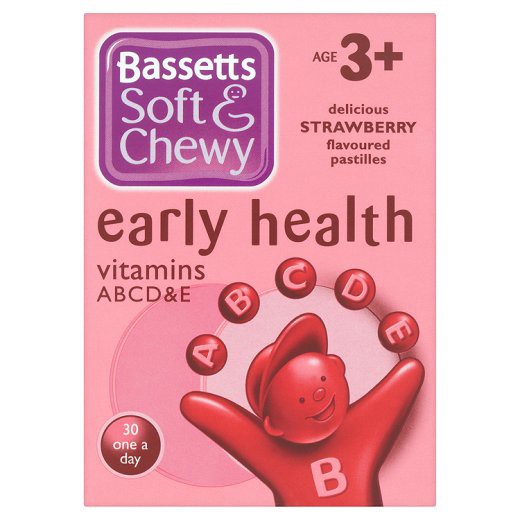 Bassetts
Soft &
Chewy
AGE 3+
delicious
STRAWBERRY
flavoured
pastilles
early health
vitamins
ABCD&E
A B C D E
30
one a
day
B